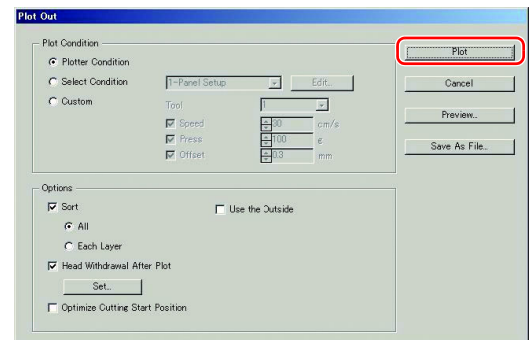 Plot Out
Plot Condition
Plotter Condition
Select Condition
1-Panel Setup
Edit..
Custom
Tool
1
Speed
30
cm/s
Press
100
Offset
0.3
mm
Plot
Cancel
Preview..
Save As File..
Options
Sort
Use the Outside
All
Each Layer
Head Withdrawal After Plot
Set..
Optimize Cutting Start Position